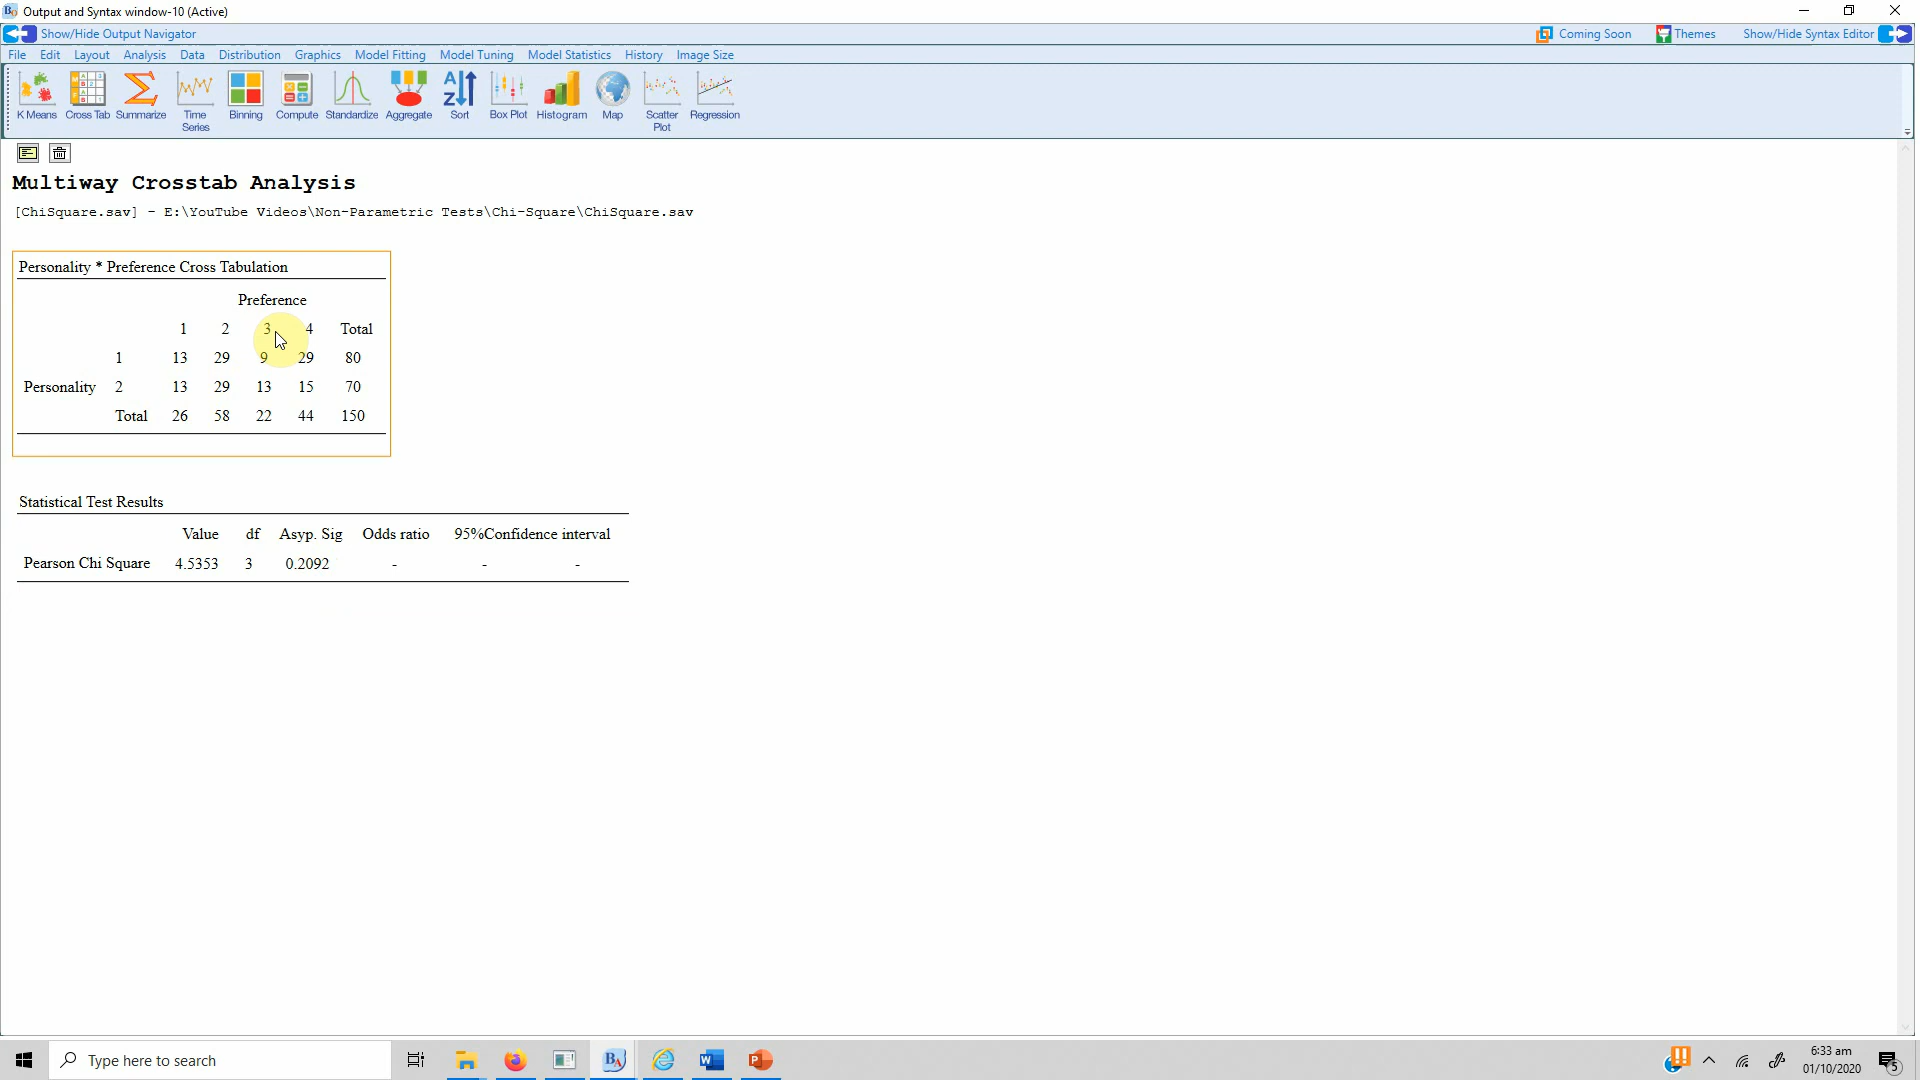 Output and Syntax window-10 (Active)
Show/Hide Output Navigator
Coming Soon
Themes
Show/Hide Syntax Editor
File Edit Layout Analysis Data Distribution Graphics Model Fitting Model Tuning Model Statistics History Image Size
K Means Cross Tab Summarize Time Series Binning Compute Standardize Aggregate Sort Box Plot Histogram Map Scatter Plot Regression
Multiway Crosstab Analysis
[ChiSquare.sav] - E:\YouTube Videos\Non-Parametric Tests\Chi-Square\ChiSquare.sav
Personality * Preference Cross Tabulation
Preference
1 2 3 4 Total
1 13 29 9 29 80
Personality 2 13 29 13 15 70
Total 26 58 22 44 150
Statistical Test Results
Value df Asyp. Sig Odds ratio 95%Confidence interval
Pearson Chi Square 4.5353 3 0.2092 - - -
Type here to search
6:33 am
01/10/2020
5